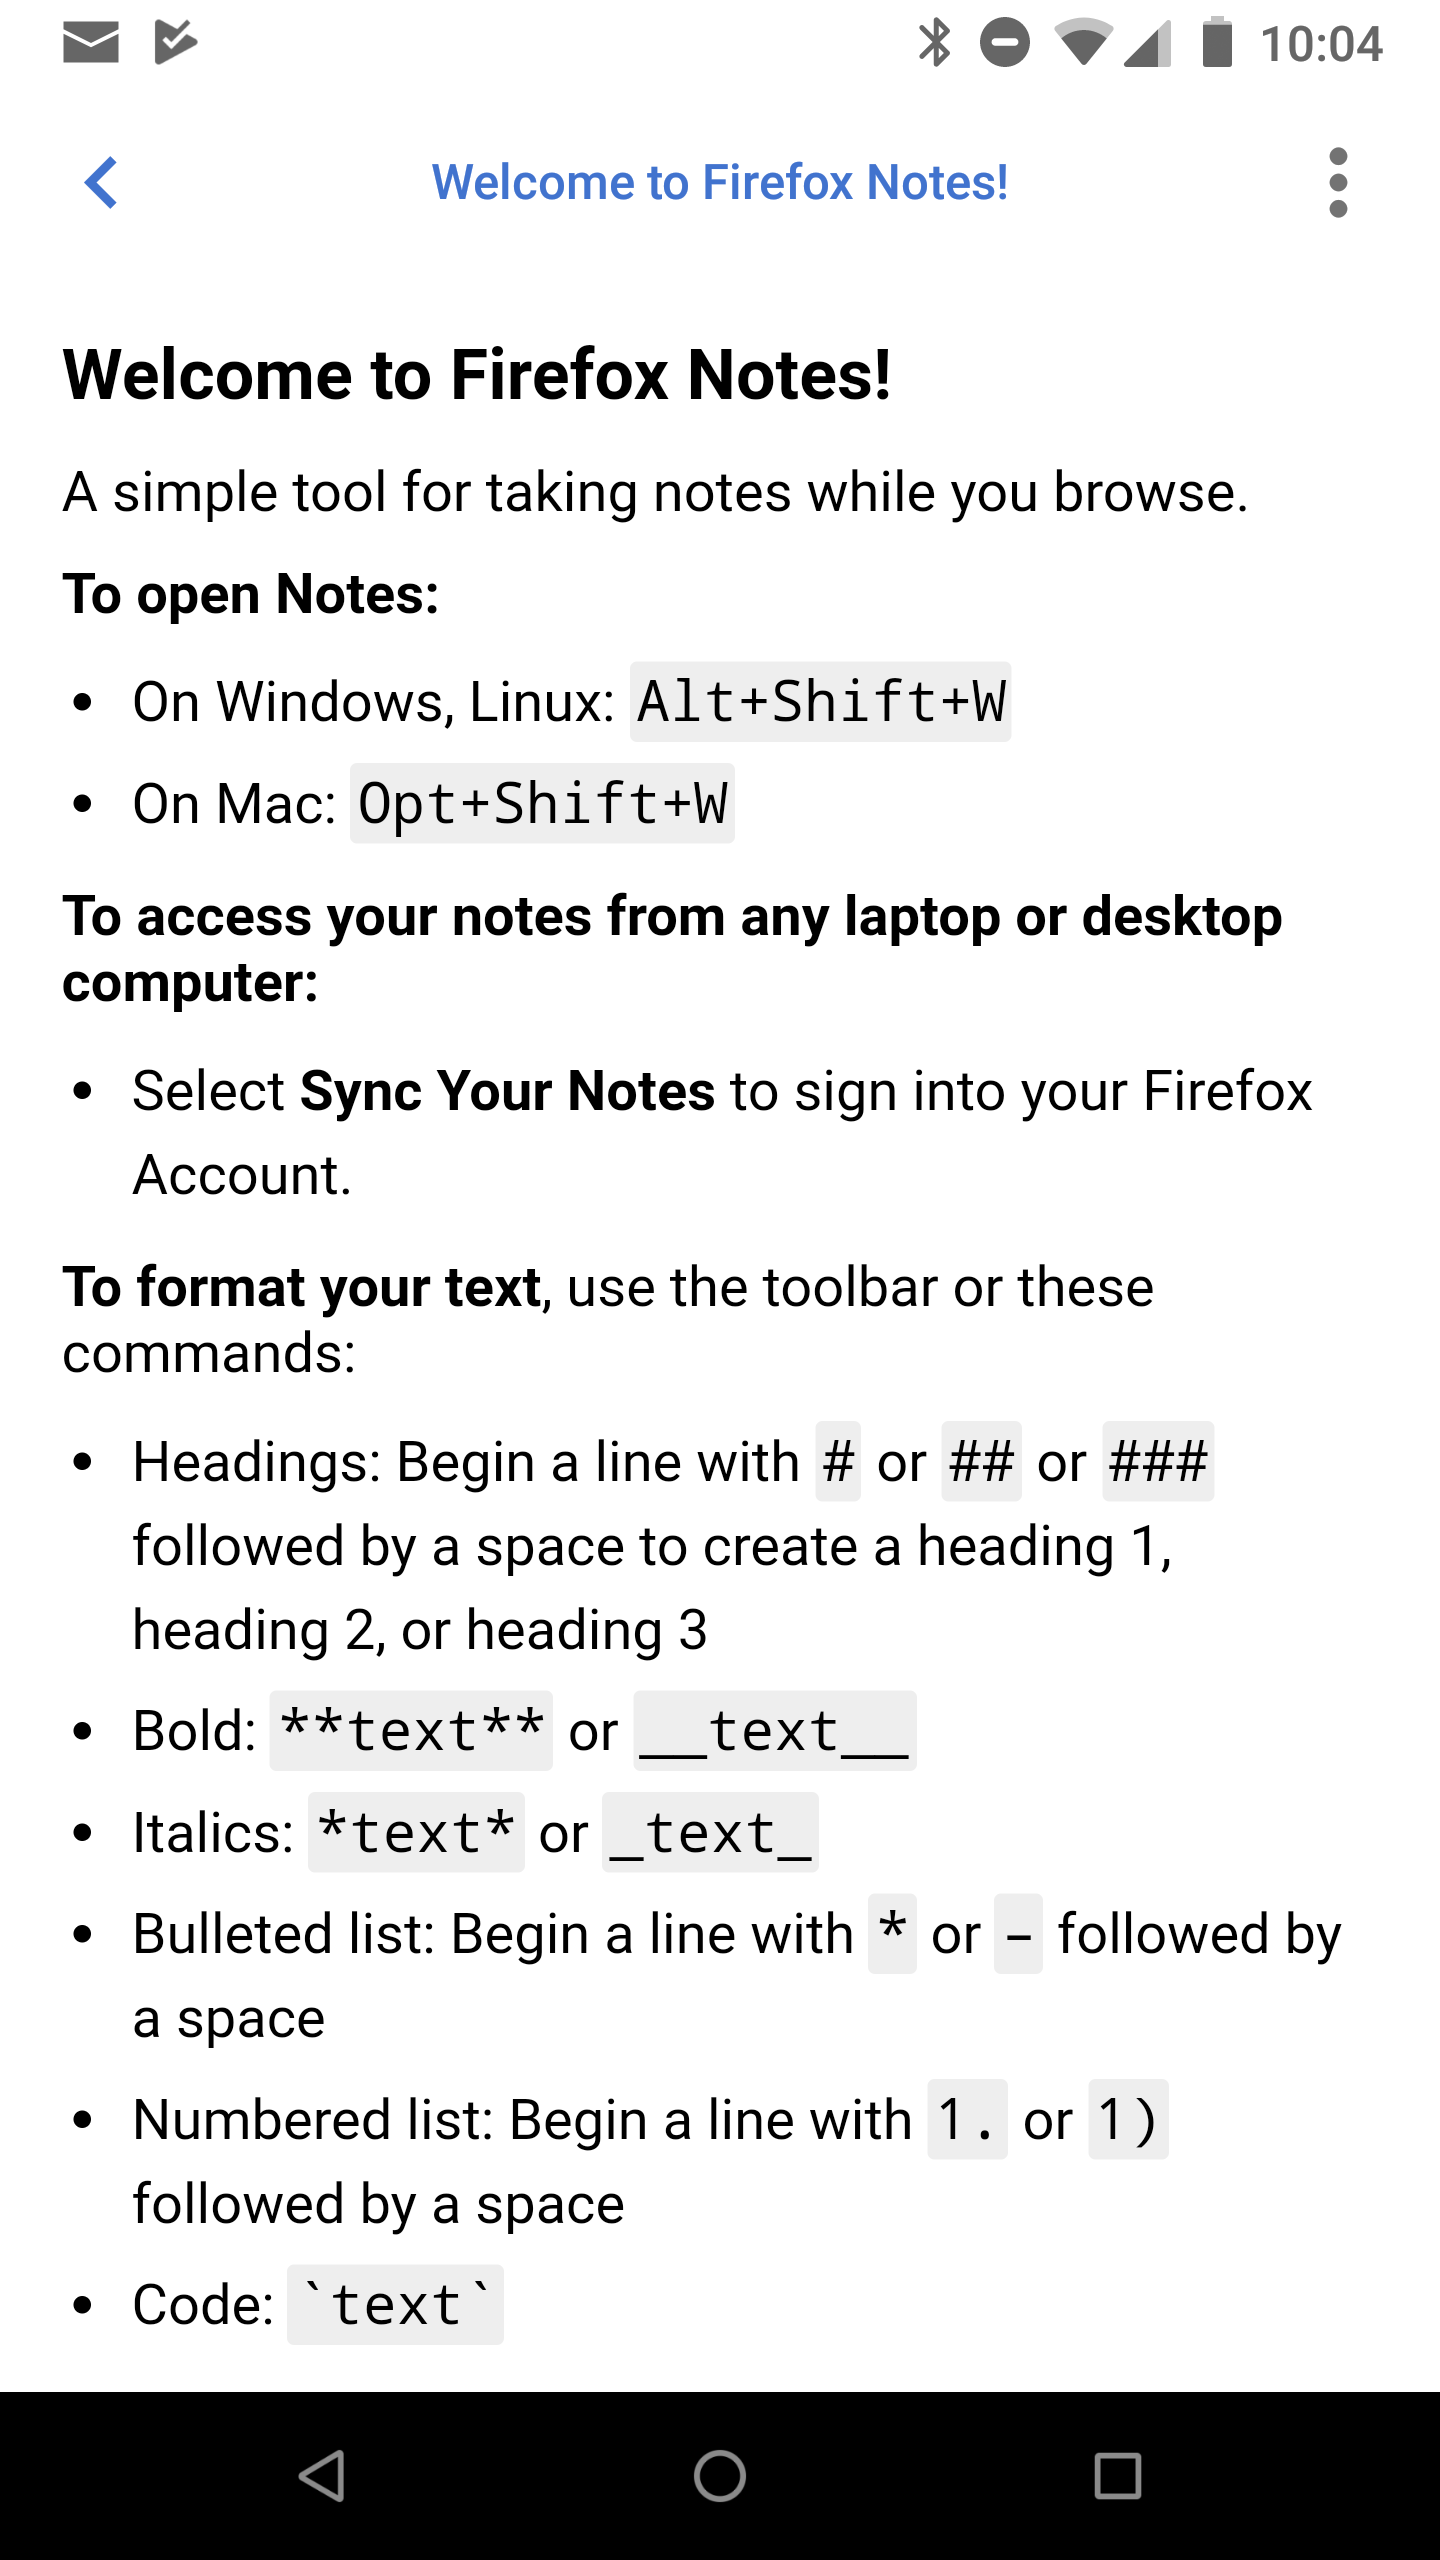 10:04
Welcome to Firefox Notes!
Welcome to Firefox Notes!
A simple tool for taking notes while you browse.
To open Notes:
• On Windows, Linux: Alt+Shift+W
• On Mac: Opt+Shift+W
To access your notes from any laptop or desktop
computer:
• Select Sync Your Notes to sign into your Firefox
Account.
To format your text, use the toolbar or these
commands:
• Headings: Begin a line with # or ## or ###
followed by a space to create a heading 1,
heading 2, or heading 3
• Bold: **text** or __text__
• Italics: *text* or _text_
• Bulleted list: Begin a line with * or - followed by
a space
• Numbered list: Begin a line with 1. or 1)
followed by a space
• Code: `text`